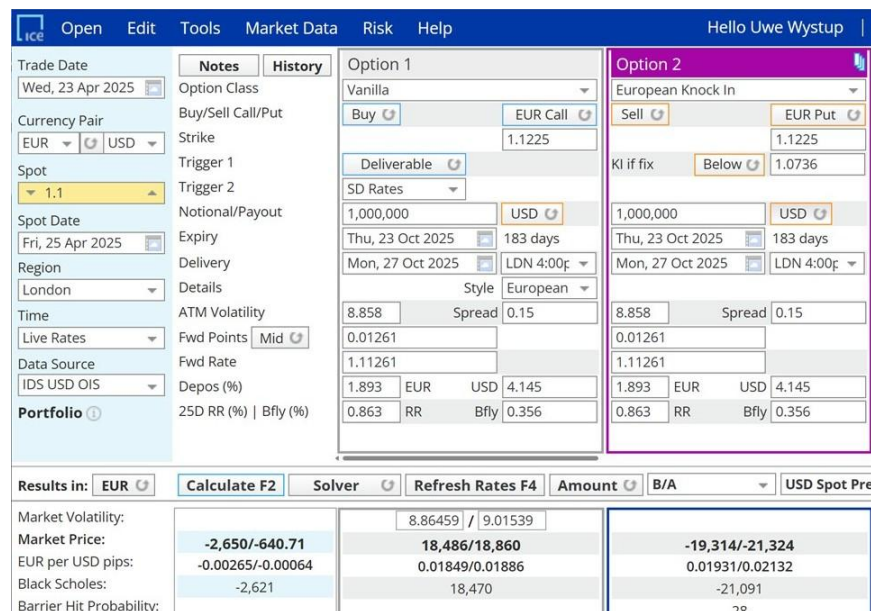 ice Open Edit Tools Market Data Risk Help Hello Uwe Wystup
Trade Date Notes History Option 1 Option 2
Wed, 23 Apr 2025 Option Class Vanilla European Knock In
Currency Pair Buy/Sell Call/Put Buy EUR Call Sell EUR Put
EUR USD Strike 1.1225 1.1225
Spot Trigger 1 Deliverable KI if fix Below 1.0736
1.1 Trigger 2 SD Rates
Spot Date Notional/Payout 1,000,000 USD 1,000,000 USD
Fri, 25 Apr 2025 Expiry Thu, 23 Oct 2025 183 days Thu, 23 Oct 2025 183 days
Region Delivery Mon, 27 Oct 2025 LDN 4:00p Mon, 27 Oct 2025 LDN 4:00p
London Details Style European
Time ATM Volatility 8.858 Spread 0.15 8.858 Spread 0.15
Live Rates Fwd Points Mid 0.01261 0.01261
Data Source Fwd Rate 1.11261 1.11261
IDS USD OIS Depos (%) 1.893 EUR USD 4.145 1.893 EUR USD 4.145
Portfolio 25D RR (%) | Bfly (%) 0.863 RR Bfly 0.356 0.863 RR Bfly 0.356
Results in: EUR Calculate F2 Solver Refresh Rates F4 Amount B/A USD Spot Pre
Market Volatility: 8.86459 / 9.01539
Market Price: -2,650/-640.71 18,486/18,860 -19,314/-21,324
EUR per USD pips: -0.00265/-0.00064 0.01849/0.01886 0.01931/0.02132
Black Scholes: -2,621 18,470 -21,091
Barrier Hit Probability: 28